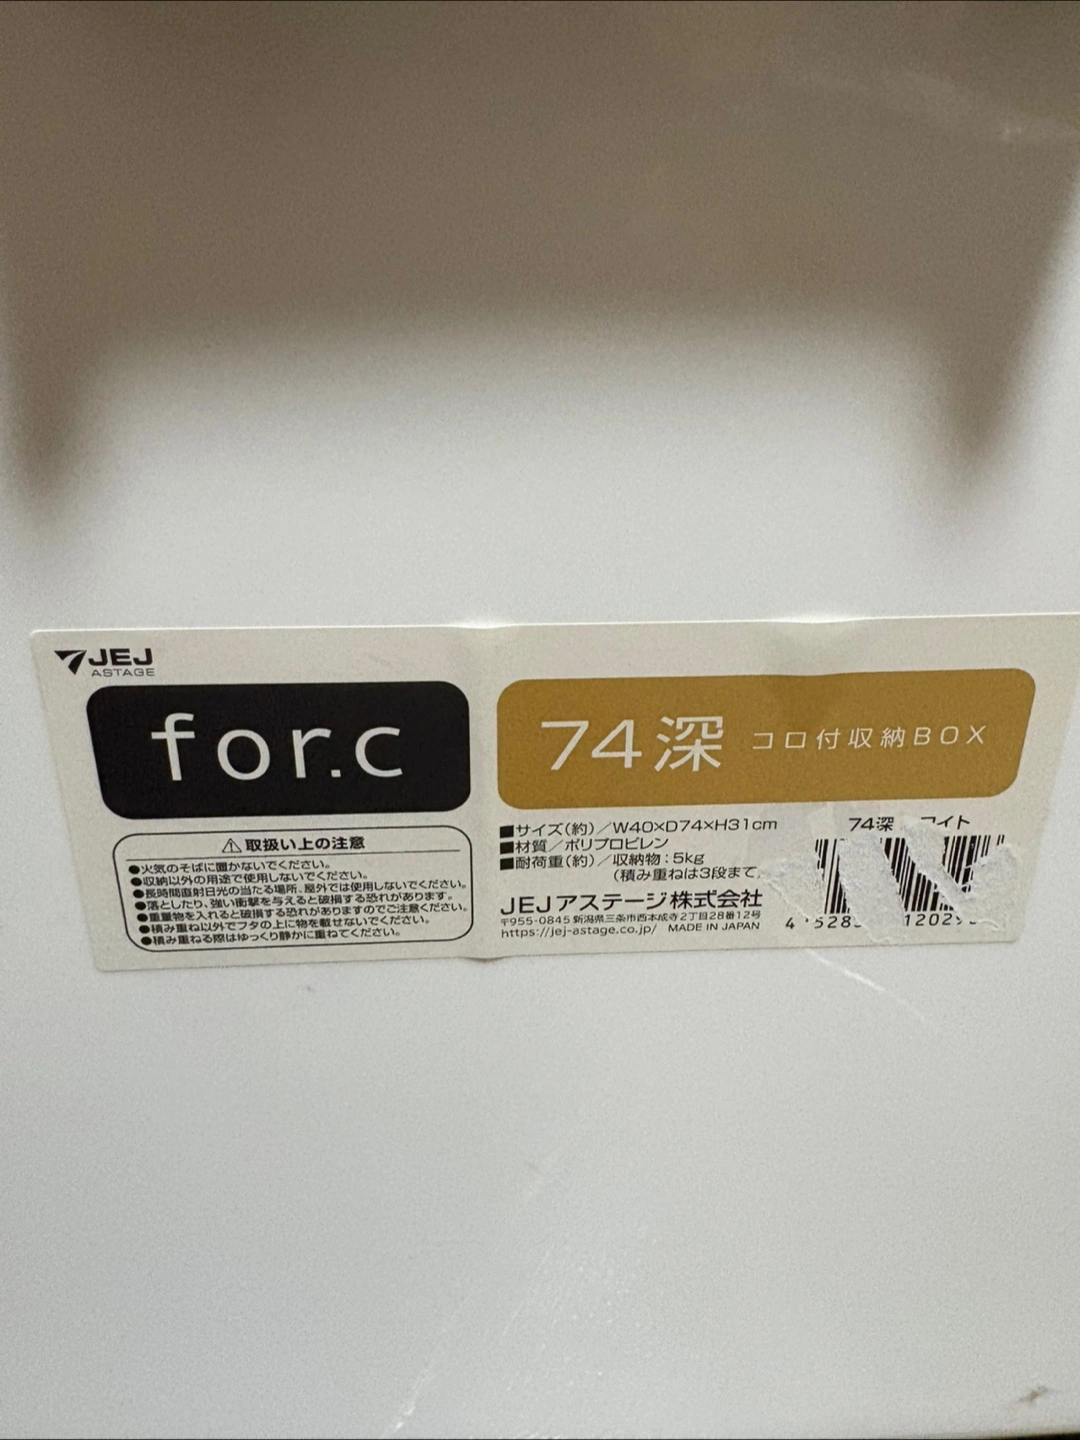 JEJ
ASTAGE
for.c
74深 コロ付収納BOX
⚠取扱い上の注意
●火気のそばに置かないでください。
●収納以外の用途で使用しないでください。
●長時間直射日光の当たる場所、屋外では使用しないでください。
●落としたり、強い衝撃を与えると破損する恐れがあります。
●重量物を入れると破損する恐れがありますのでご注意ください。
●積み重ね以外でフタの上に物を載せないでください。
●積み重ねる際はゆっくり静かに重ねてください。
■サイズ(約)/W40×D74×H31cm
■材質/ポリプロピレン
■耐荷重(約)/収納物:5kg
(積み重ねは3段まで
JEJアステージ株式会社
〒955-0845 新潟県三条市西本成寺2丁目28番12号
https://jej-astage.co.jp/ MADE IN JAPAN
74深 イト
4 528 12029